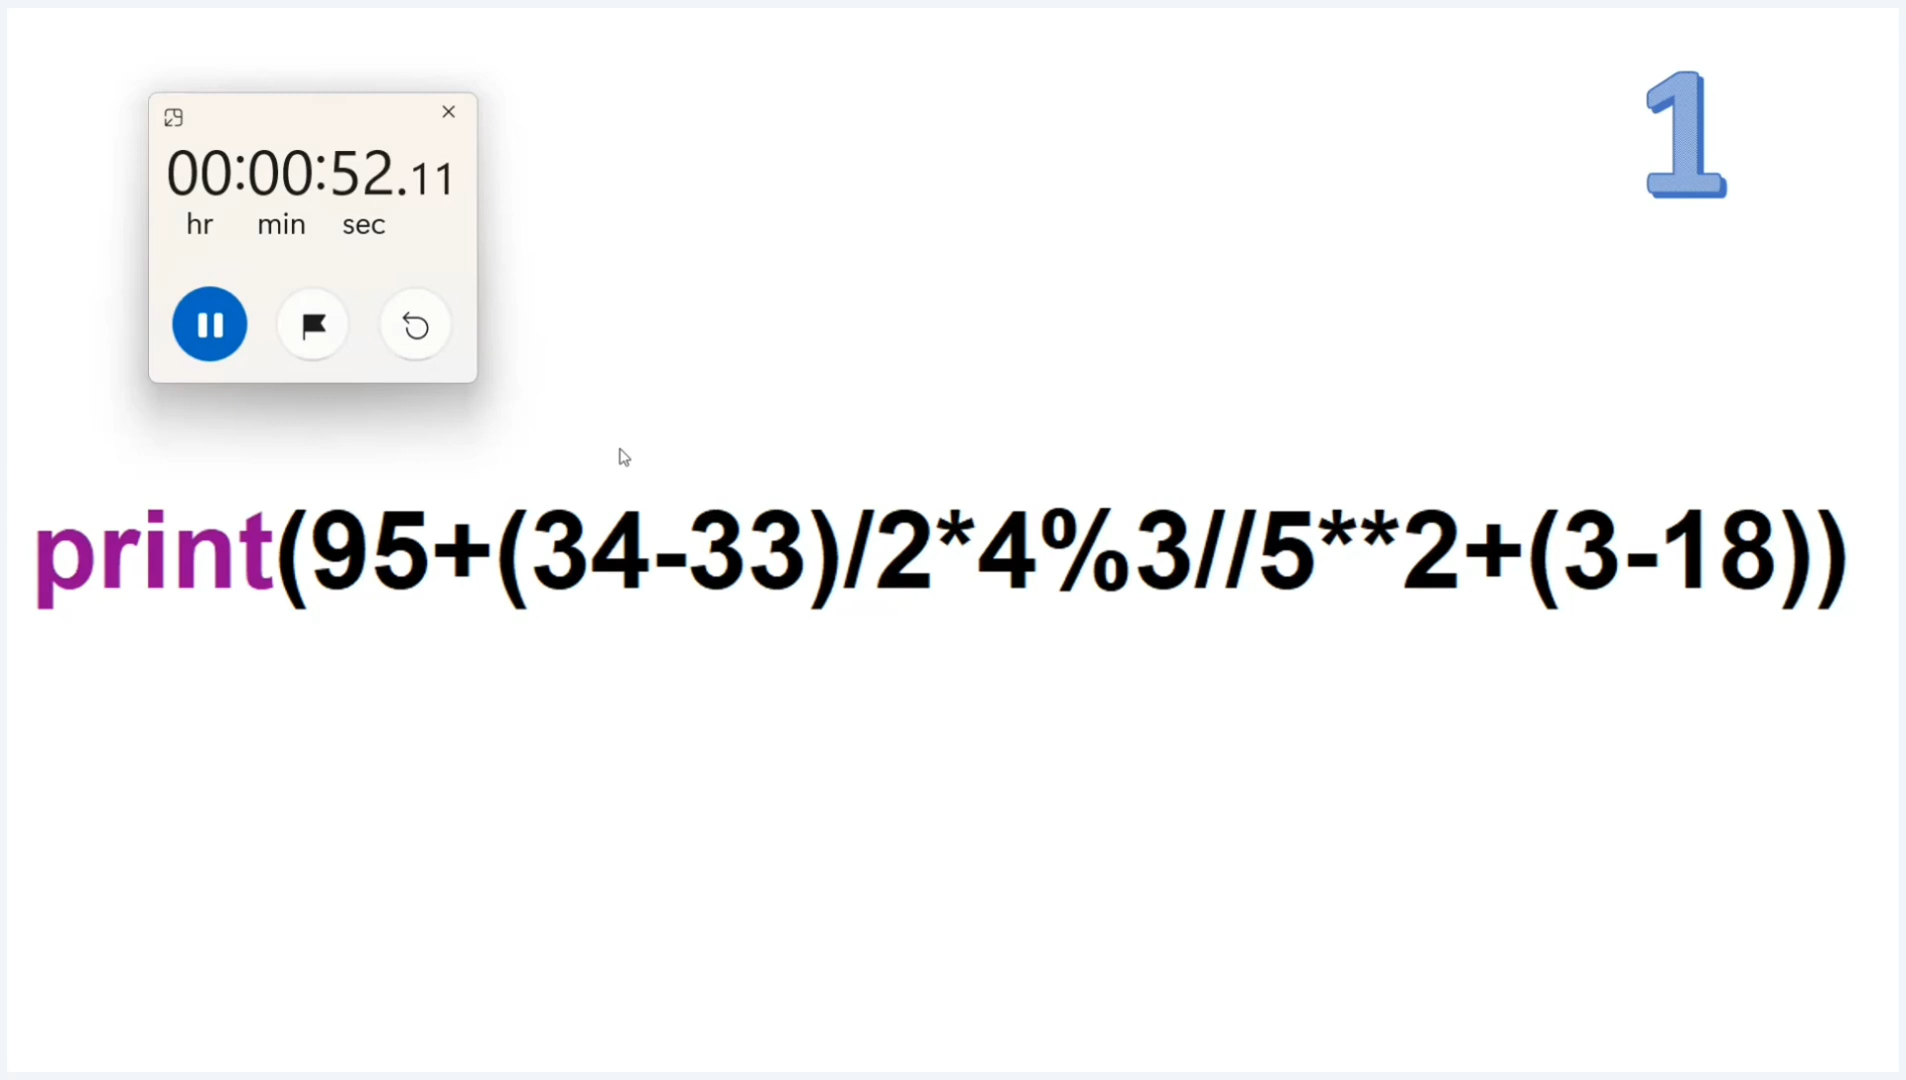 1
00:00:52.11
hr min sec
print(95+(34-33)/2*4%3//5**2+(3-18))